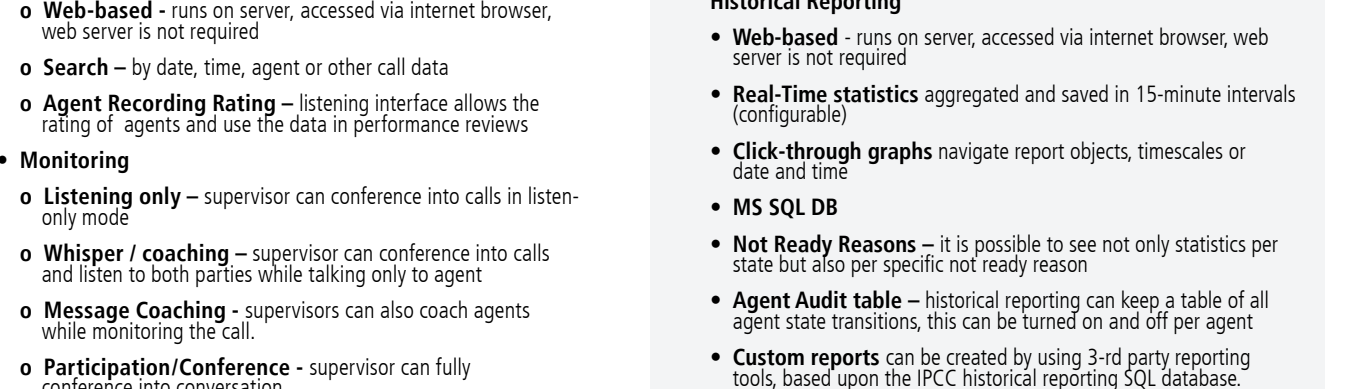 o Web-based - runs on server, accessed via internet browser,
web server is not required
o Search – by date, time, agent or other call data
o Agent Recording Rating – listening interface allows the
rating of  agents and use the data in performance reviews
• Monitoring
o Listening only – supervisor can conference into calls in listen-
only mode
o Whisper / coaching – supervisor can conference into calls
and listen to both parties while talking only to agent
o Message Coaching - supervisors can also coach agents
while monitoring the call.
o Participation/Conference - supervisor can fully
conference into conversation
Historical Reporting
• Web-based - runs on server, accessed via internet browser, web
server is not required
• Real-Time statistics aggregated and saved in 15-minute intervals
(configurable)
• Click-through graphs navigate report objects, timescales or
date and time
• MS SQL DB
• Not Ready Reasons – it is possible to see not only statistics per
state but also per specific not ready reason
• Agent Audit table – historical reporting can keep a table of all
agent state transitions, this can be turned on and off per agent
• Custom reports can be created by using 3-rd party reporting
tools, based upon the IPCC historical reporting SQL database.